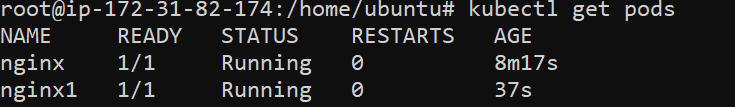 root@ip-172-31-82-174:/home/ubuntu# kubectl get pods
NAME     READY   STATUS    RESTARTS   AGE
nginx    1/1     Running   0          8m17s
nginx1   1/1     Running   0          37s